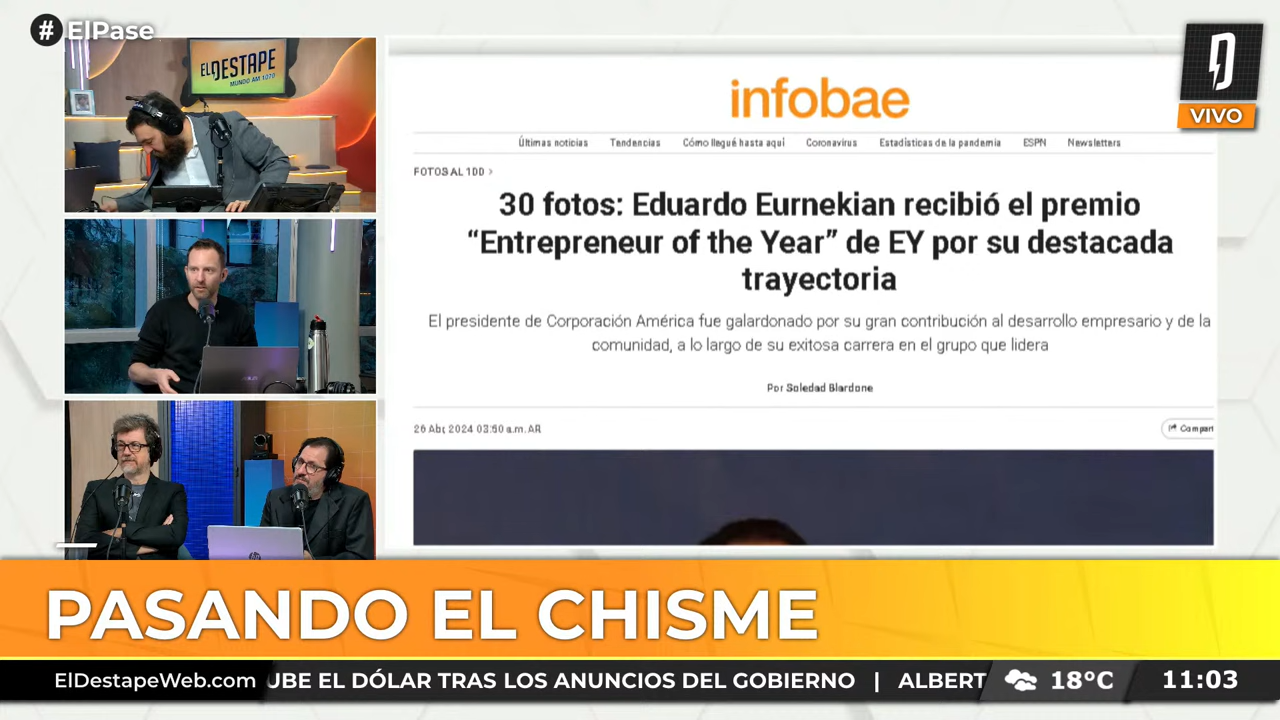 # ElPase
EL DESTAPE
MUNDO AM 1070
VIVO
infobae
Últimas noticias Tendencias Cómo llegué hasta aquí Coronavirus Estadísticas de la pandemia ESPN Newsletters
FOTOS AL 100 >
30 fotos: Eduardo Eurnekian recibió el premio
“Entrepreneur of the Year” de EY por su destacada
trayectoria
El presidente de Corporación América fue galardonado por su gran contribución al desarrollo empresario y de la
comunidad, a lo largo de su exitosa carrera en el grupo que lidera
Por Soledad Blardone
26 Abr, 2024 03:50 a.m. AR
Compart
hp
PASANDO EL CHISME
ElDestapeWeb.com UBE EL DÓLAR TRAS LOS ANUNCIOS DEL GOBIERNO | ALBERT 18°C 11:03